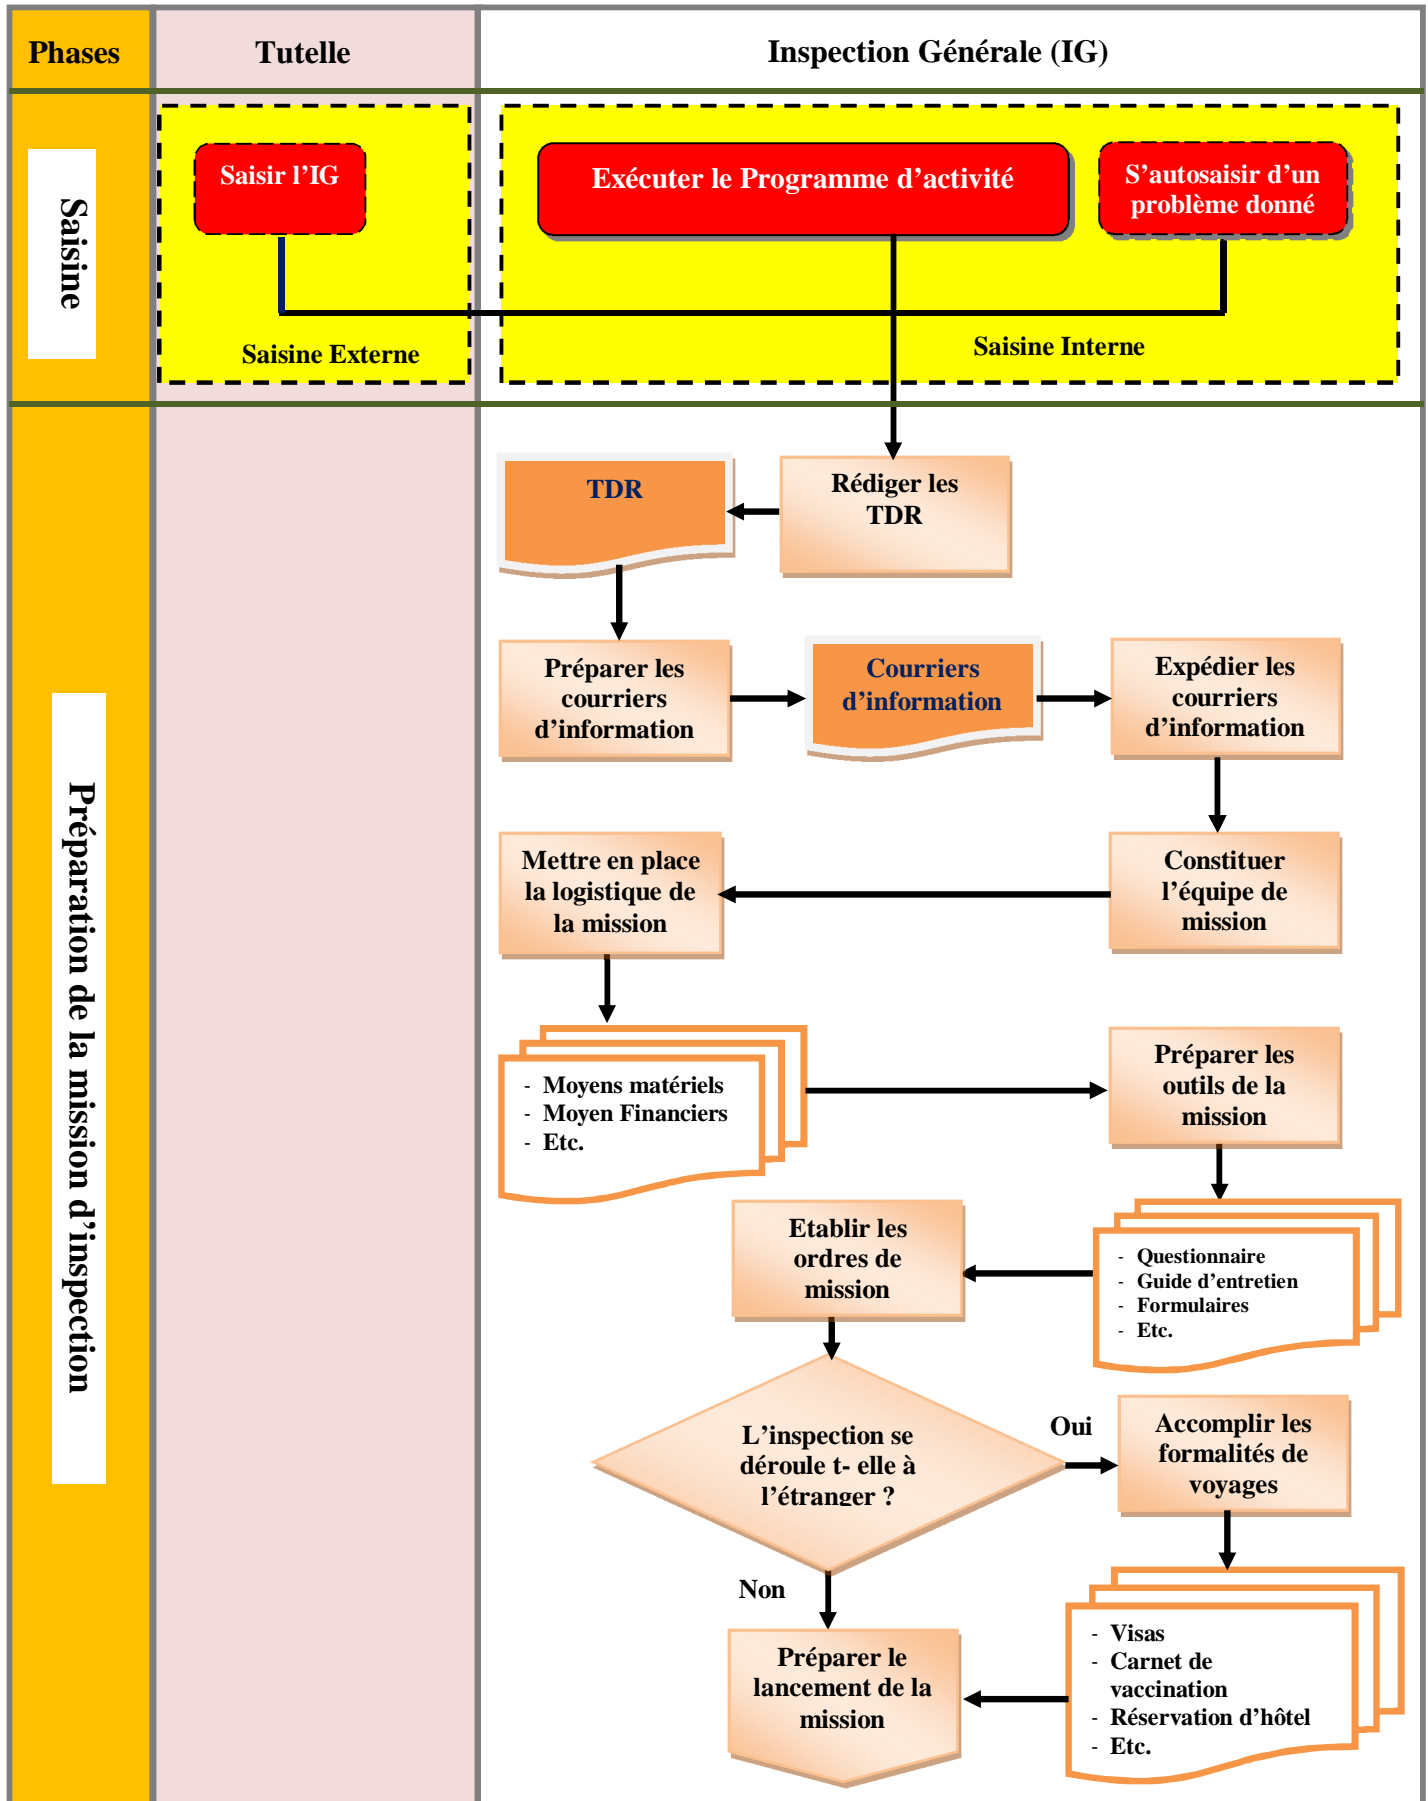 Phases
Tutelle
Inspection Générale (IG)
Saisine
Saisir l’IG
Exécuter le Programme d’activité
S’autosaisir d’un
problème donné
Saisine Externe
Saisine Interne
Préparation de la mission d’inspection
TDR
Rédiger les
TDR
Préparer les
courriers
d’information
Courriers
d’information
Expédier les
courriers
d’information
Mettre en place
la logistique de
la mission
Constituer
l’équipe de
mission
- Moyens matériels
- Moyen Financiers
- Etc.
Préparer les
outils de la
mission
Etablir les
ordres de
mission
- Questionnaire
- Guide d’entretien
- Formulaires
- Etc.
L’inspection se
déroule t- elle à
l’étranger ?
Oui
Accomplir les
formalités de
voyages
Non
Préparer le
lancement de la
mission
- Visas
- Carnet de
vaccination
- Réservation d’hôtel
- Etc.